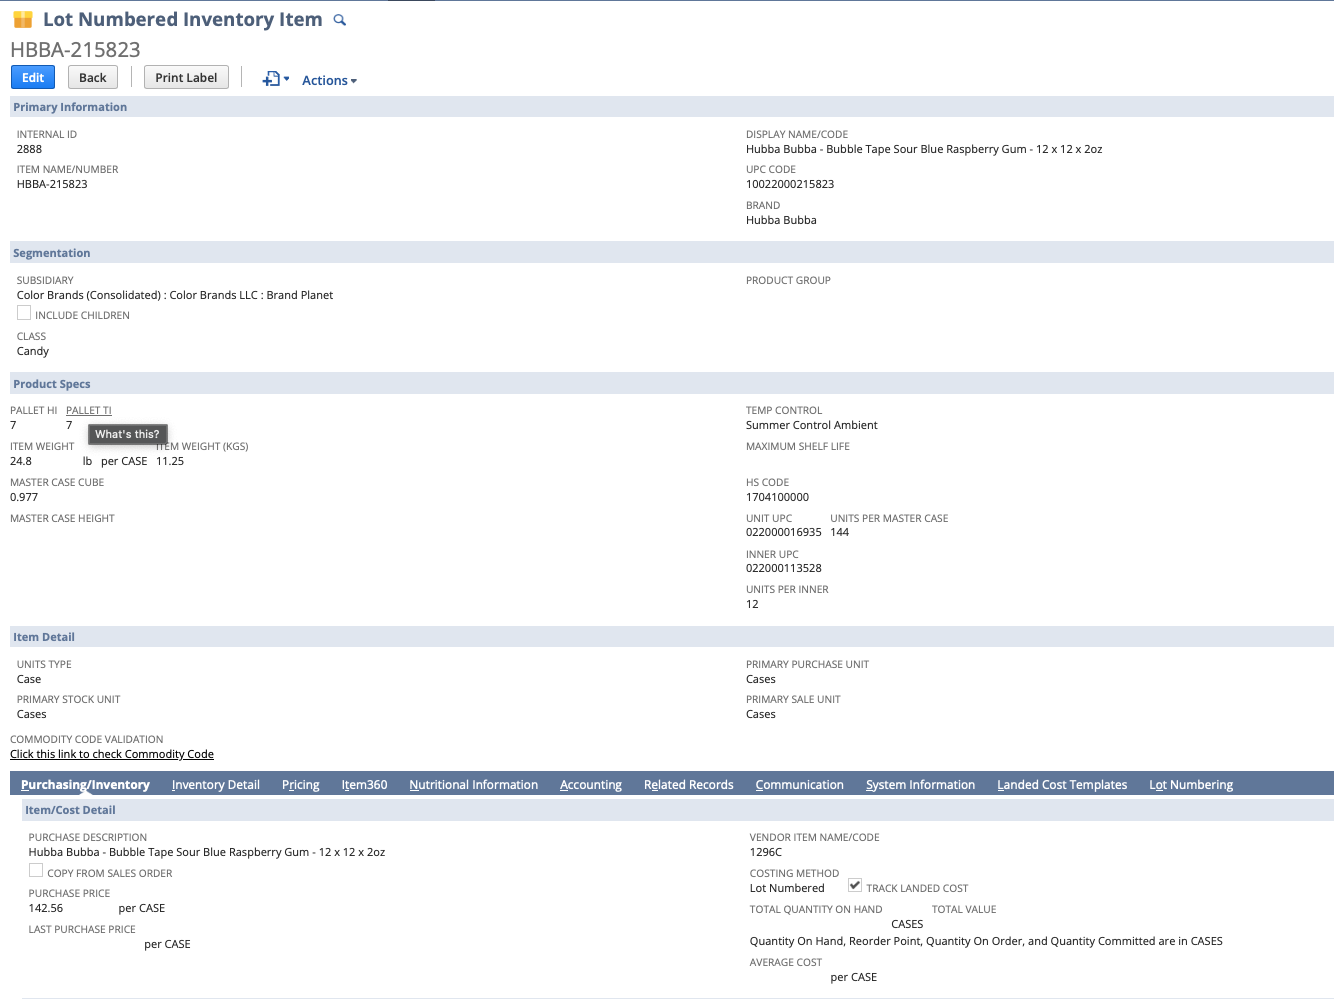 Lot Numbered Inventory Item
HBBA-215823
Edit Back Print Label Actions
Primary Information
INTERNAL ID
2888
ITEM NAME/NUMBER
HBBA-215823
DISPLAY NAME/CODE
Hubba Bubba - Bubble Tape Sour Blue Raspberry Gum - 12 x 12 x 2oz
UPC CODE
10022000215823
BRAND
Hubba Bubba
Segmentation
SUBSIDIARY
Color Brands (Consolidated) : Color Brands LLC : Brand Planet
INCLUDE CHILDREN
CLASS
Candy
PRODUCT GROUP
Product Specs
PALLET HI PALLET TI
7 7
What's this?
ITEM WEIGHT ITEM WEIGHT (KGS)
24.8 lb per CASE 11.25
MASTER CASE CUBE
0.977
MASTER CASE HEIGHT
TEMP CONTROL
Summer Control Ambient
MAXIMUM SHELF LIFE
HS CODE
1704100000
UNIT UPC UNITS PER MASTER CASE
022000016935 144
INNER UPC
022000113528
UNITS PER INNER
12
Item Detail
UNITS TYPE
Case
PRIMARY STOCK UNIT
Cases
PRIMARY PURCHASE UNIT
Cases
PRIMARY SALE UNIT
Cases
COMMODITY CODE VALIDATION
Click this link to check Commodity Code
Purchasing/Inventory Inventory Detail Pricing Item360 Nutritional Information Accounting Related Records Communication System Information Landed Cost Templates Lot Numbering
Item/Cost Detail
PURCHASE DESCRIPTION
Hubba Bubba - Bubble Tape Sour Blue Raspberry Gum - 12 x 12 x 2oz
COPY FROM SALES ORDER
PURCHASE PRICE
142.56 per CASE
LAST PURCHASE PRICE
per CASE
VENDOR ITEM NAME/CODE
1296C
COSTING METHOD
Lot Numbered TRACK LANDED COST
TOTAL QUANTITY ON HAND TOTAL VALUE
CASES
Quantity On Hand, Reorder Point, Quantity On Order, and Quantity Committed are in CASES
AVERAGE COST
per CASE